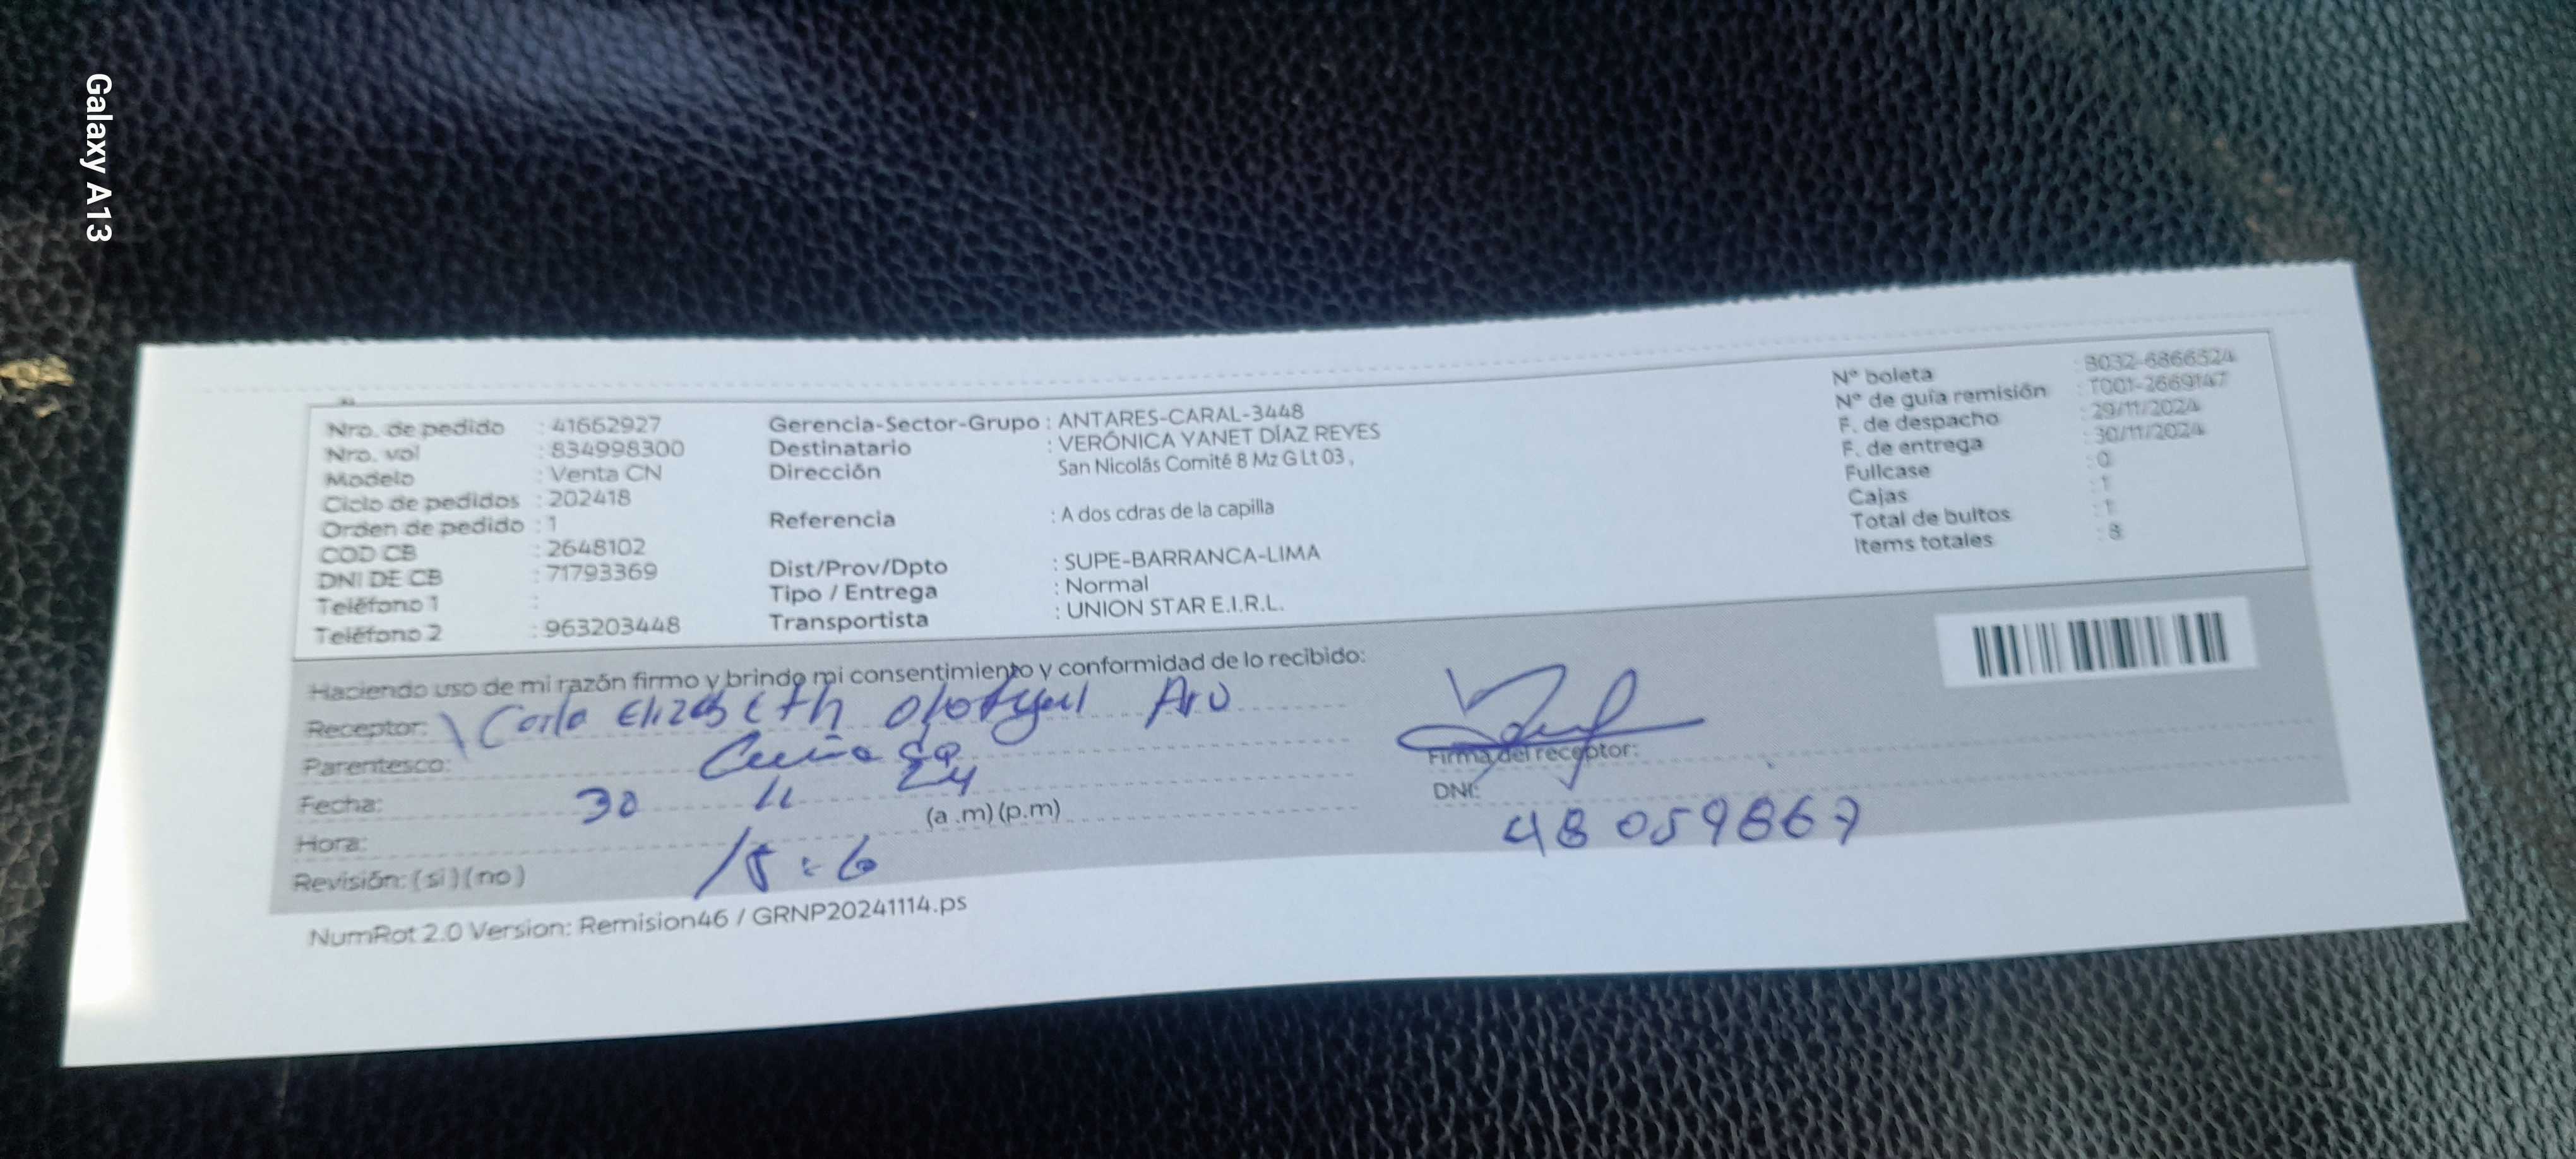 Galaxy A13
Nro. de pedido : 41662927
Nro. vol : 834998300
Modelo : Venta CN
Ciclo de pedidos : 202418
Orden de pedido : 1
COD CB : 2648102
DNI DE CB : 71793369
Teléfono 1 :
Teléfono 2 : 963203448
Gerencia-Sector-Grupo : ANTARES-CARAL-3448
Destinatario : VERÓNICA YANET DÍAZ REYES
Dirección San Nicolás Comité 8 Mz G Lt 03 ,
Referencia : A dos cdras de la capilla
Dist/Prov/Dpto : SUPE-BARRANCA-LIMA
Tipo / Entrega : Normal
Transportista : UNION STAR E.I.R.L.
Nº boleta : B032-6866524
Nº de guía remisión : T001-2669147
F. de despacho : 29/11/2024
F. de entrega : 30/11/2024
Fullcase : 0
Cajas : 1
Total de bultos : 1
Items totales : 8
Haciendo uso de mi razón firmo y brindo mi consentimiento y conformidad de lo recibido:
Receptor: Carla Elizabeth
Parentesco: Cuñada
Fecha: 30 11 24
Hora: (a .m) (p.m)
15:6
Revisión: ( si ) ( no )
Firma del receptor:
DNI:
48059867
NumRot 2.0 Version: Remision46 / GRNP20241114.ps